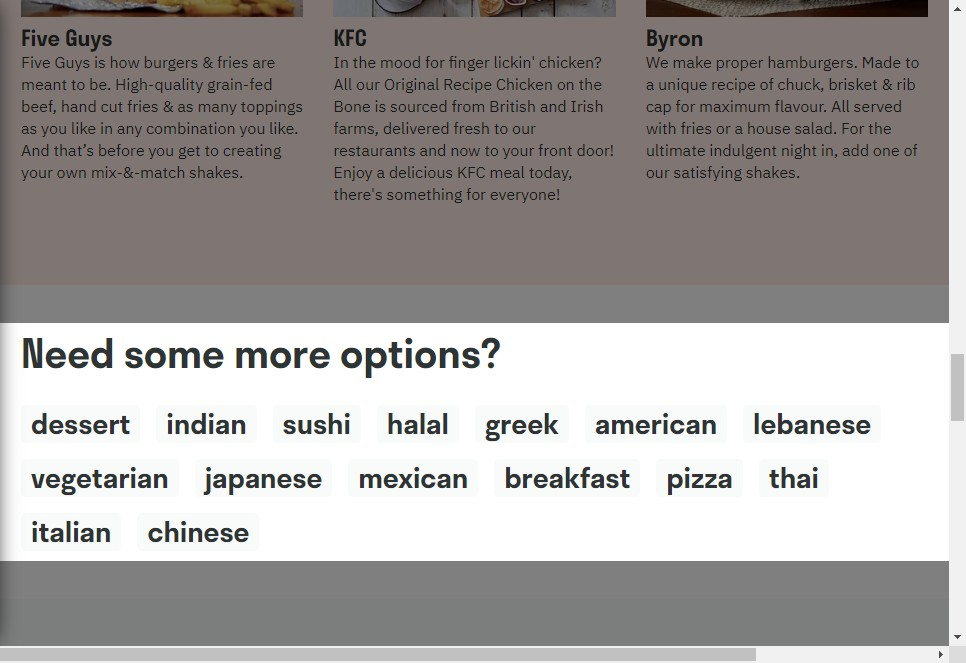 Five Guys
Five Guys is how burgers & fries are
meant to be. High-quality grain-fed
beef, hand cut fries & as many toppings
as you like in any combination you like.
And that’s before you get to creating
your own mix-&-match shakes.
KFC
In the mood for finger lickin' chicken?
All our Original Recipe Chicken on the
Bone is sourced from British and Irish
farms, delivered fresh to our
restaurants and now to your front door!
Enjoy a delicious KFC meal today,
there's something for everyone!
Byron
We make proper hamburgers. Made to
a unique recipe of chuck, brisket & rib
cap for maximum flavour. All served
with fries or a house salad. For the
ultimate indulgent night in, add one of
our satisfying shakes.
Need some more options?
dessert indian sushi halal greek american lebanese
vegetarian japanese mexican breakfast pizza thai
italian chinese